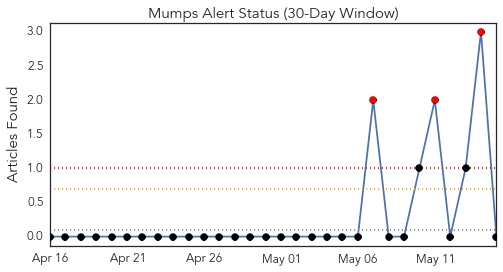 Mumps Alert Status (30-Day Window)
Articles Found
3.0
2.5
2.0
1.5
1.0
0.5
0.0
Apr 16 Apr 21 Apr 26 May 01 May 06 May 11